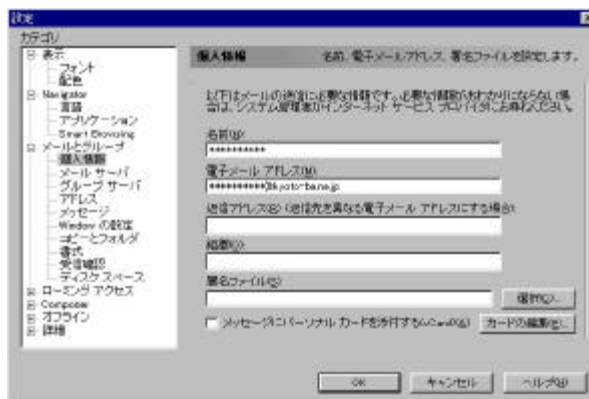 設定
カテゴリ
表示
フォント
配色
Navigator
言語
アプリケーション
Smart Browsing
メールとグループ
個人情報
メール サーバ
グループ サーバ
アドレス
メッセージ
Window の設定
コピーとフォルダ
書式
受信確認
ディスク スペース
ローミング アクセス
Composer
オフライン
詳細
個人情報
名前、電子メール アドレス、署名ファイルを設定します。
以下はメールの送信に必要な情報です。必要な情報がおわかりにならない場
合は、システム管理者かインターネット サービス プロバイダにお尋ねください。
名前(N):
**********
電子メール アドレス(M):
**********@kyoto-be.ne.jp
返信アドレス(R) (返信先を異なる電子メール アドレスにする場合):
組織(O):
署名ファイル(S):
選択(C)...
メッセージにパーソナル カードを添付する(vCard)(A)
カードの編集(E)...
OK
キャンセル
ヘルプ(H)